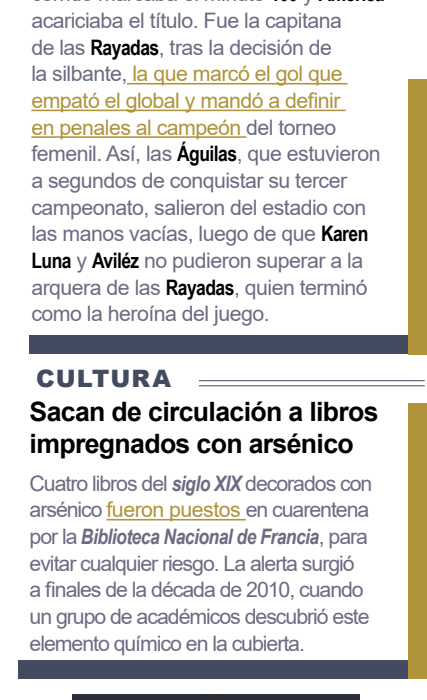 acariciaba el título. Fue la capitana
de las Rayadas, tras la decisión de
la silbante, la que marcó el gol que
empató el global y mandó a definir
en penales al campeón del torneo
femenil. Así, las Águilas, que estuvieron
a segundos de conquistar su tercer
campeonato, salieron del estadio con
las manos vacías, luego de que Karen
Luna y Aviléz no pudieron superar a la
arquera de las Rayadas, quien terminó
como la heroína del juego.
CULTURA
Sacan de circulación a libros
impregnados con arsénico
Cuatro libros del siglo XIX decorados con
arsénico fueron puestos en cuarentena
por la Biblioteca Nacional de Francia, para
evitar cualquier riesgo. La alerta surgió
a finales de la década de 2010, cuando
un grupo de académicos descubrió este
elemento químico en la cubierta.